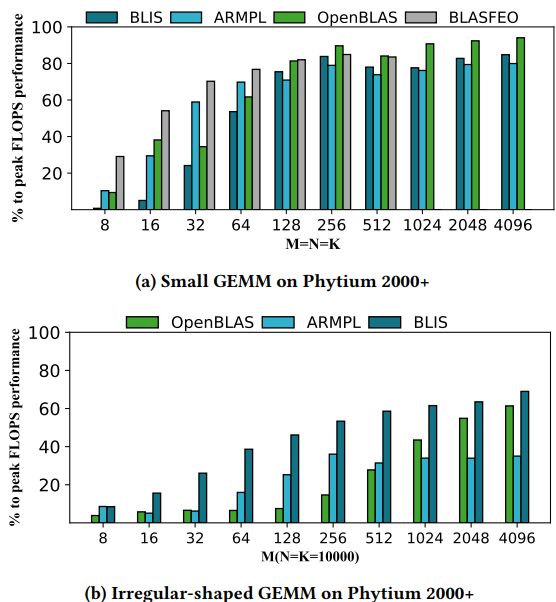 BLIS ARMPL OpenBLAS BLASFEO
100
80
60
40
20
% to peak FLOPS performance
8 16 32 64 128 256 512 1024 2048 4096
M=N=K
(a) Small GEMM on Phytium 2000+
OpenBLAS ARMPL BLIS
100
80
60
40
20
% to peak FLOPS performance
8 16 32 64 128 256 512 1024 2048 4096
M(N=K=10000)
(b) Irregular-shaped GEMM on Phytium 2000+